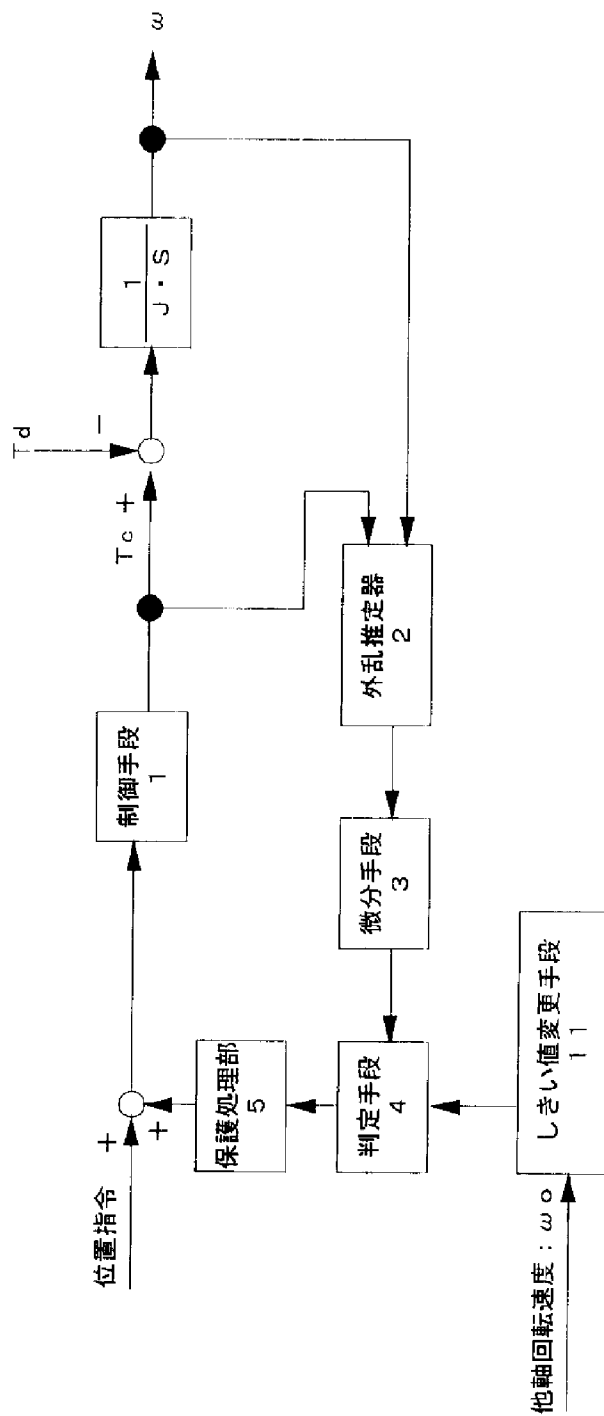 位置指令
+
+
制御手段
1
Tc
+
Td
−
1
J・S
ω
外乱推定器
2
微分手段
3
判定手段
4
保護処理部
5
しきい値変更手段
11
他軸回転速度：ωo